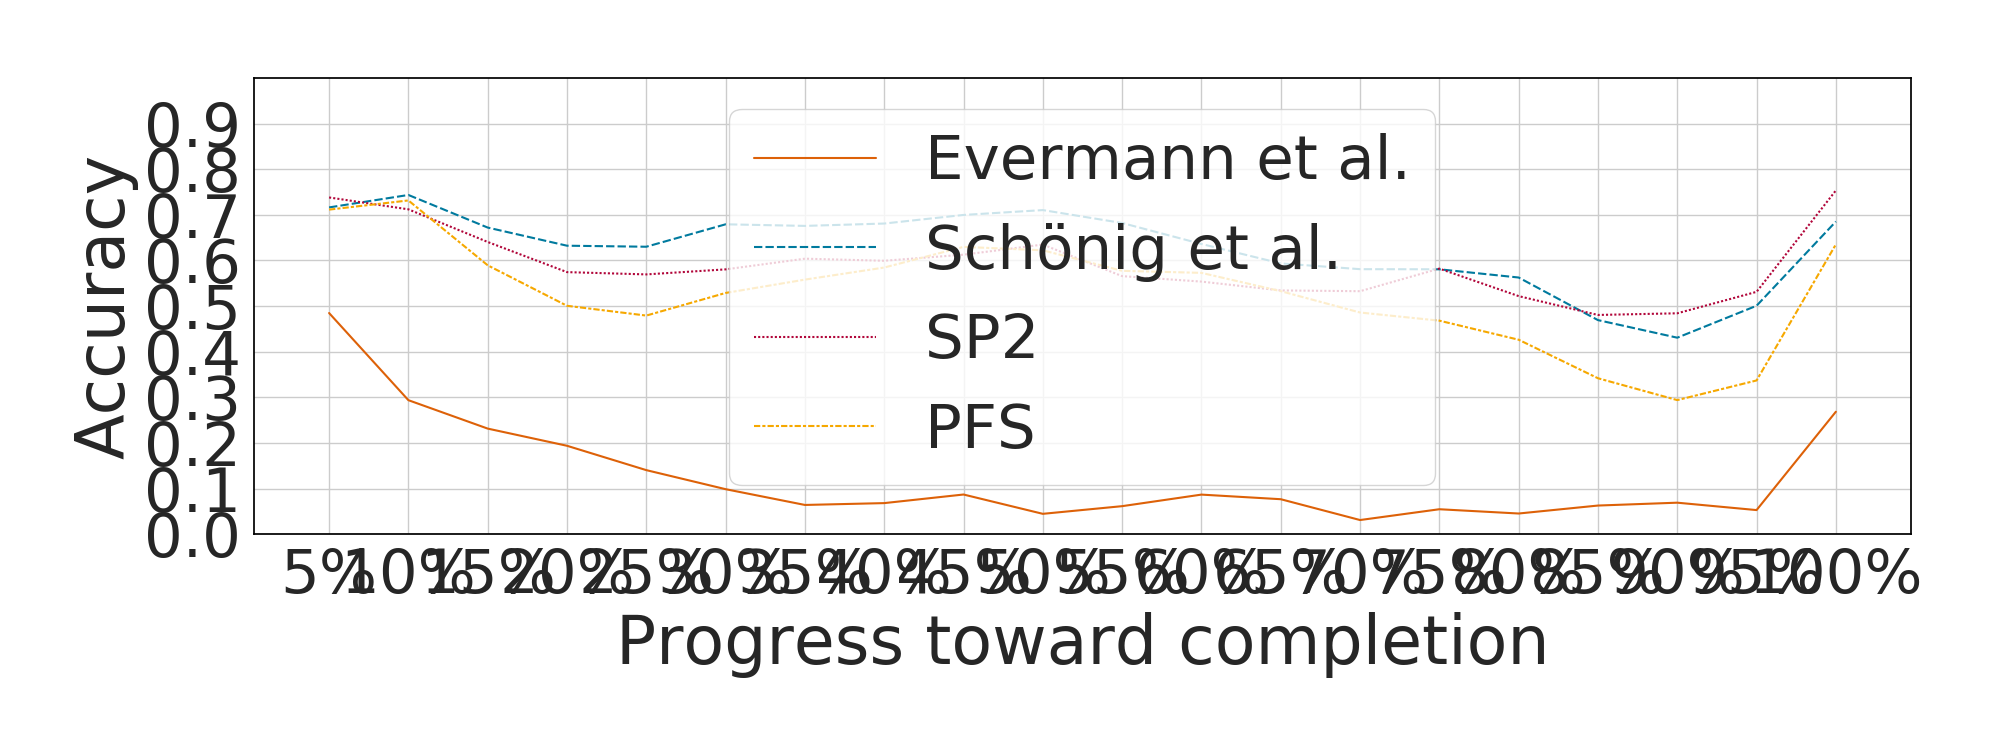 Accuracy
0.9
0.8
0.7
0.6
0.5
0.4
0.3
0.2
0.1
0.0
Evermann et al.
Schönig et al.
SP2
PFS
5% 10% 15% 20% 25% 30% 35% 40% 45% 50% 55% 60% 65% 70% 75% 80% 85% 90% 95% 100%
Progress toward completion